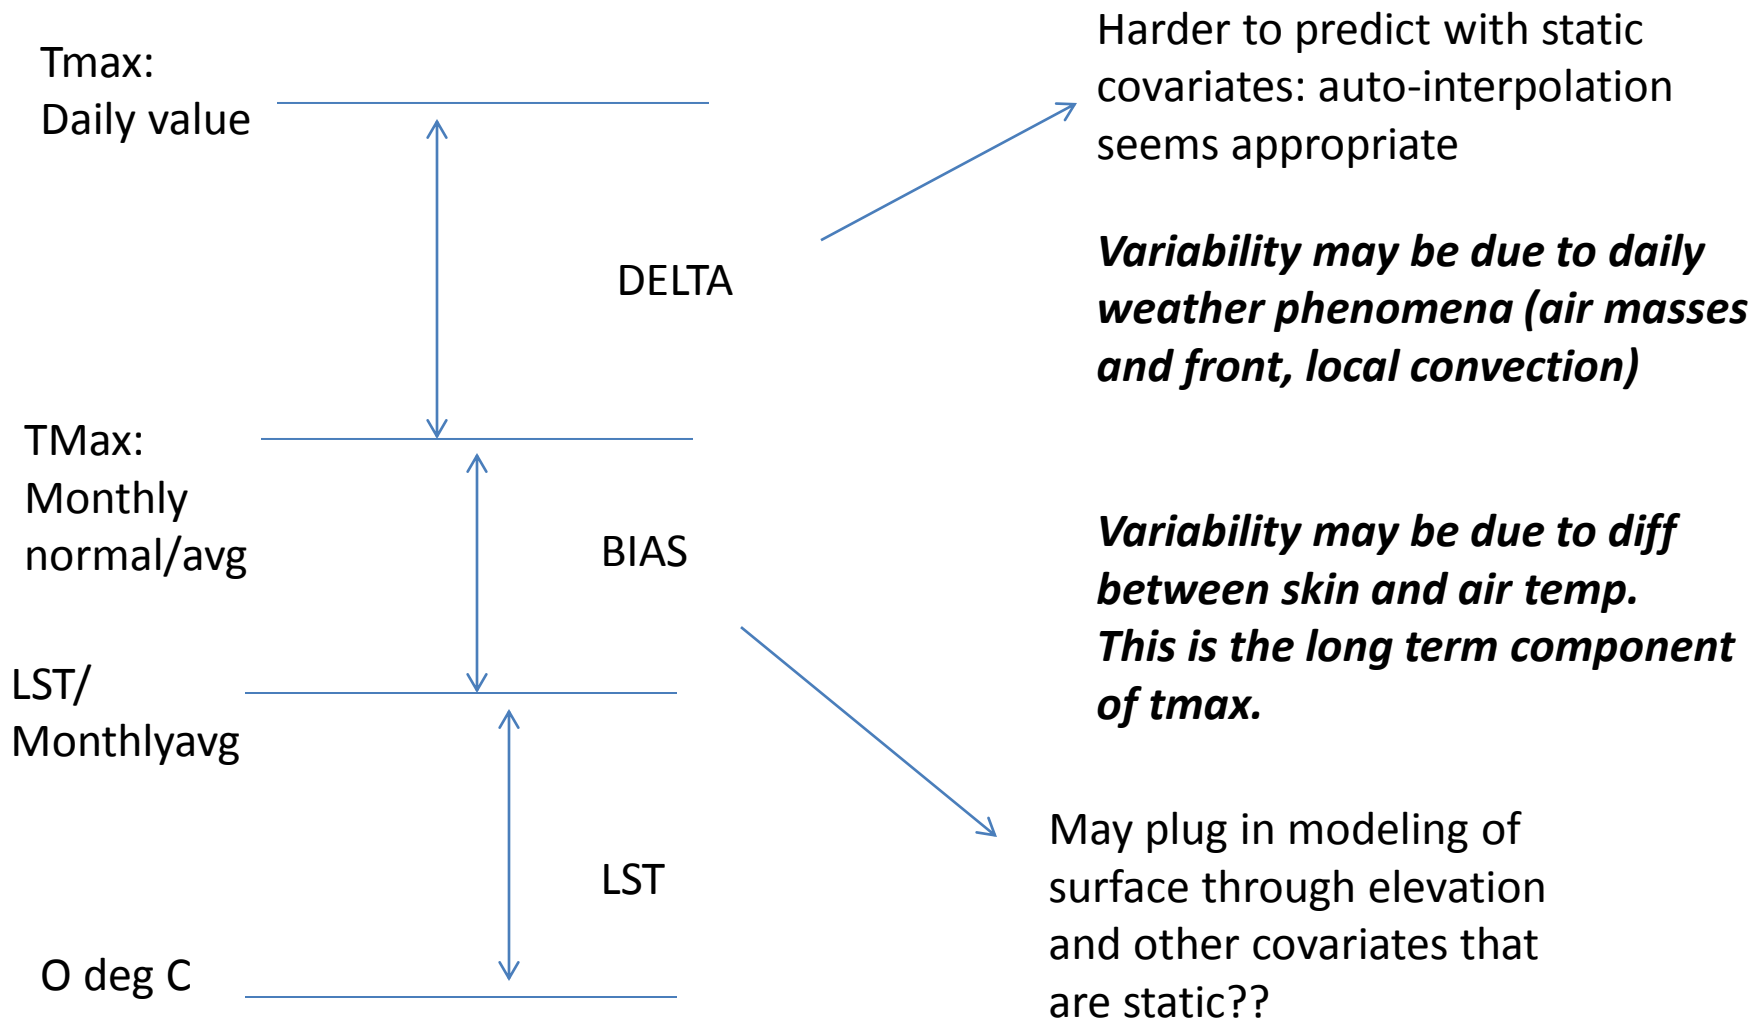 Tmax:
Daily value
DELTA
Harder to predict with static
covariates: auto-interpolation
seems appropriate
Variability may be due to daily
weather phenomena (air masses
and front, local convection)
TMax:
Monthly
normal/avg
BIAS
Variability may be due to diff
between skin and air temp.
This is the long term component
of tmax.
LST/
Monthlyavg
LST
May plug in modeling of
surface through elevation
and other covariates that
are static??
O deg C